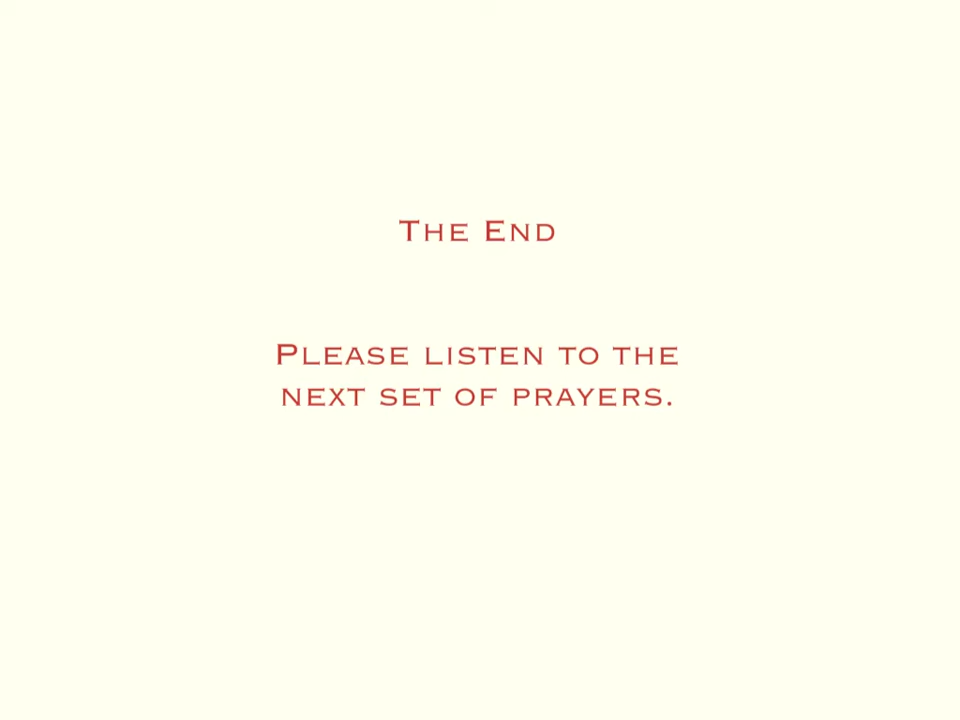 The End
Please listen to the
next set of prayers.